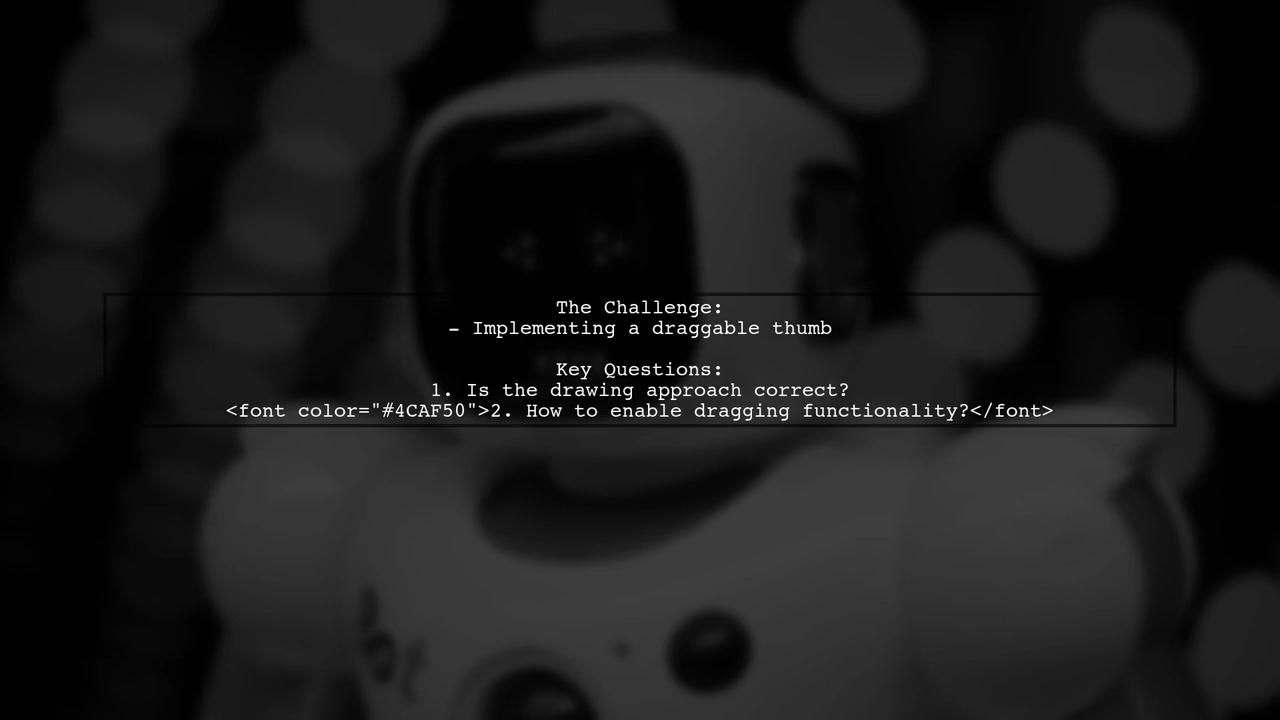 The Challenge:
- Implementing a draggable thumb
Key Questions:
1. Is the drawing approach correct?
<font color="#4CAF50">2. How to enable dragging functionality?</font>